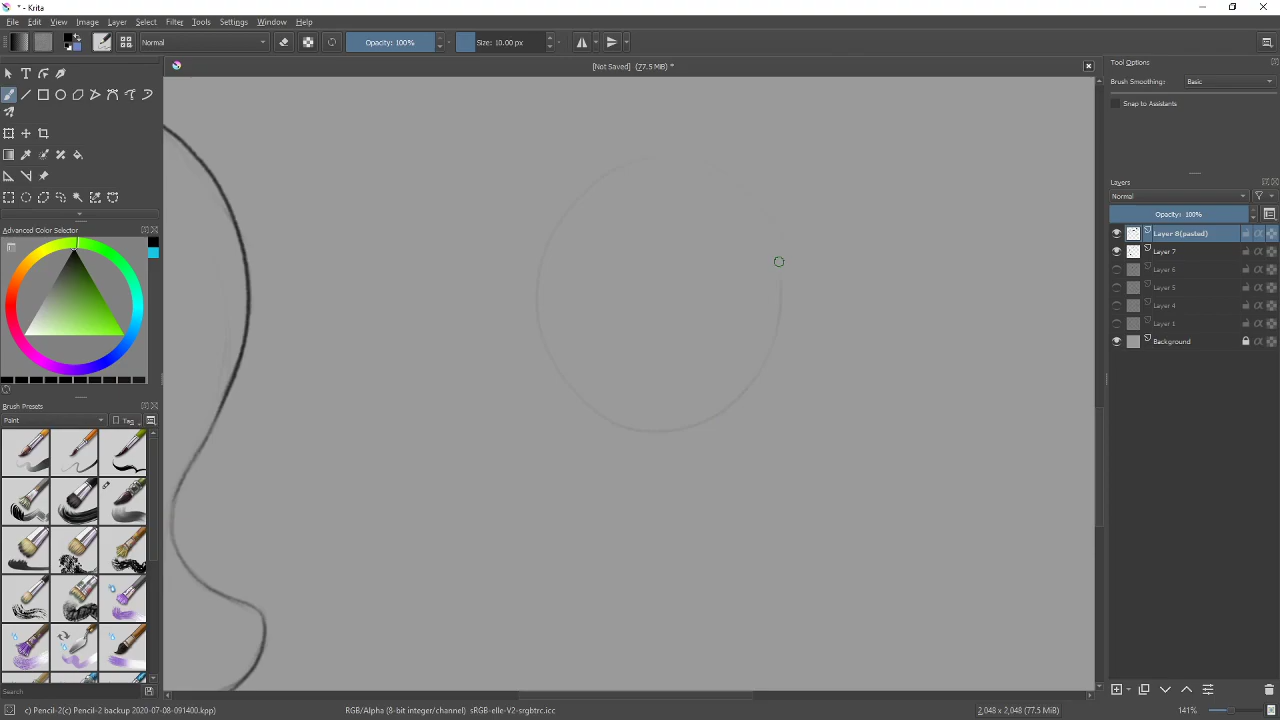 * - Krita
File Edit View Image Layer Select Filter Tools Settings Window Help
Normal Opacity: 100% Size: 10.00 px
[Not Saved] (77.5 MiB) *
Tool Options
Brush Smoothing: Basic
Snap to Assistants
Layers
Normal
Opacity: 100%
Layer 8(pasted)
Layer 7
Layer 6
Layer 5
Layer 4
Layer 1
Background
Advanced Color Selector
Brush Presets
Paint Tag
Search
c) Pencil-2(c) Pencil-2 backup 2020-07-08-091400.kpp) RGB/Alpha (8-bit integer/channel) sRGB-elle-V2-srgbtrc.icc 2,048 x 2,048 (77.5 MiB) 141%